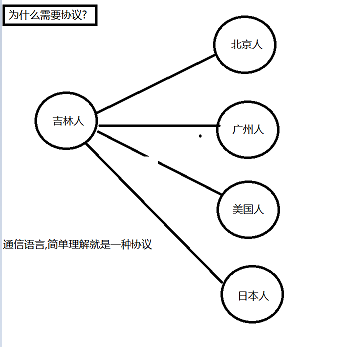 为什么需要协议?
北京人
吉林人
广州人
美国人
通信语言,简单理解就是一种协议
日本人